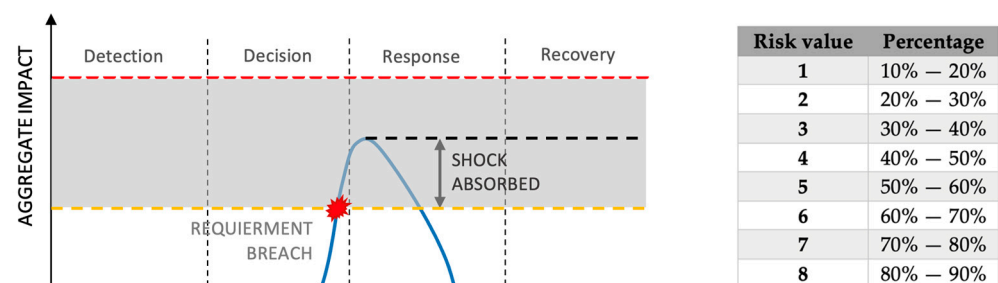 AGGREGATE IMPACT
Detection
Decision
Response
Recovery
SHOCK
ABSORBED
REQUIERMENT
BREACH
Risk value Percentage
1 10% — 20%
2 20% — 30%
3 30% — 40%
4 40% — 50%
5 50% — 60%
6 60% — 70%
7 70% — 80%
8 80% — 90%